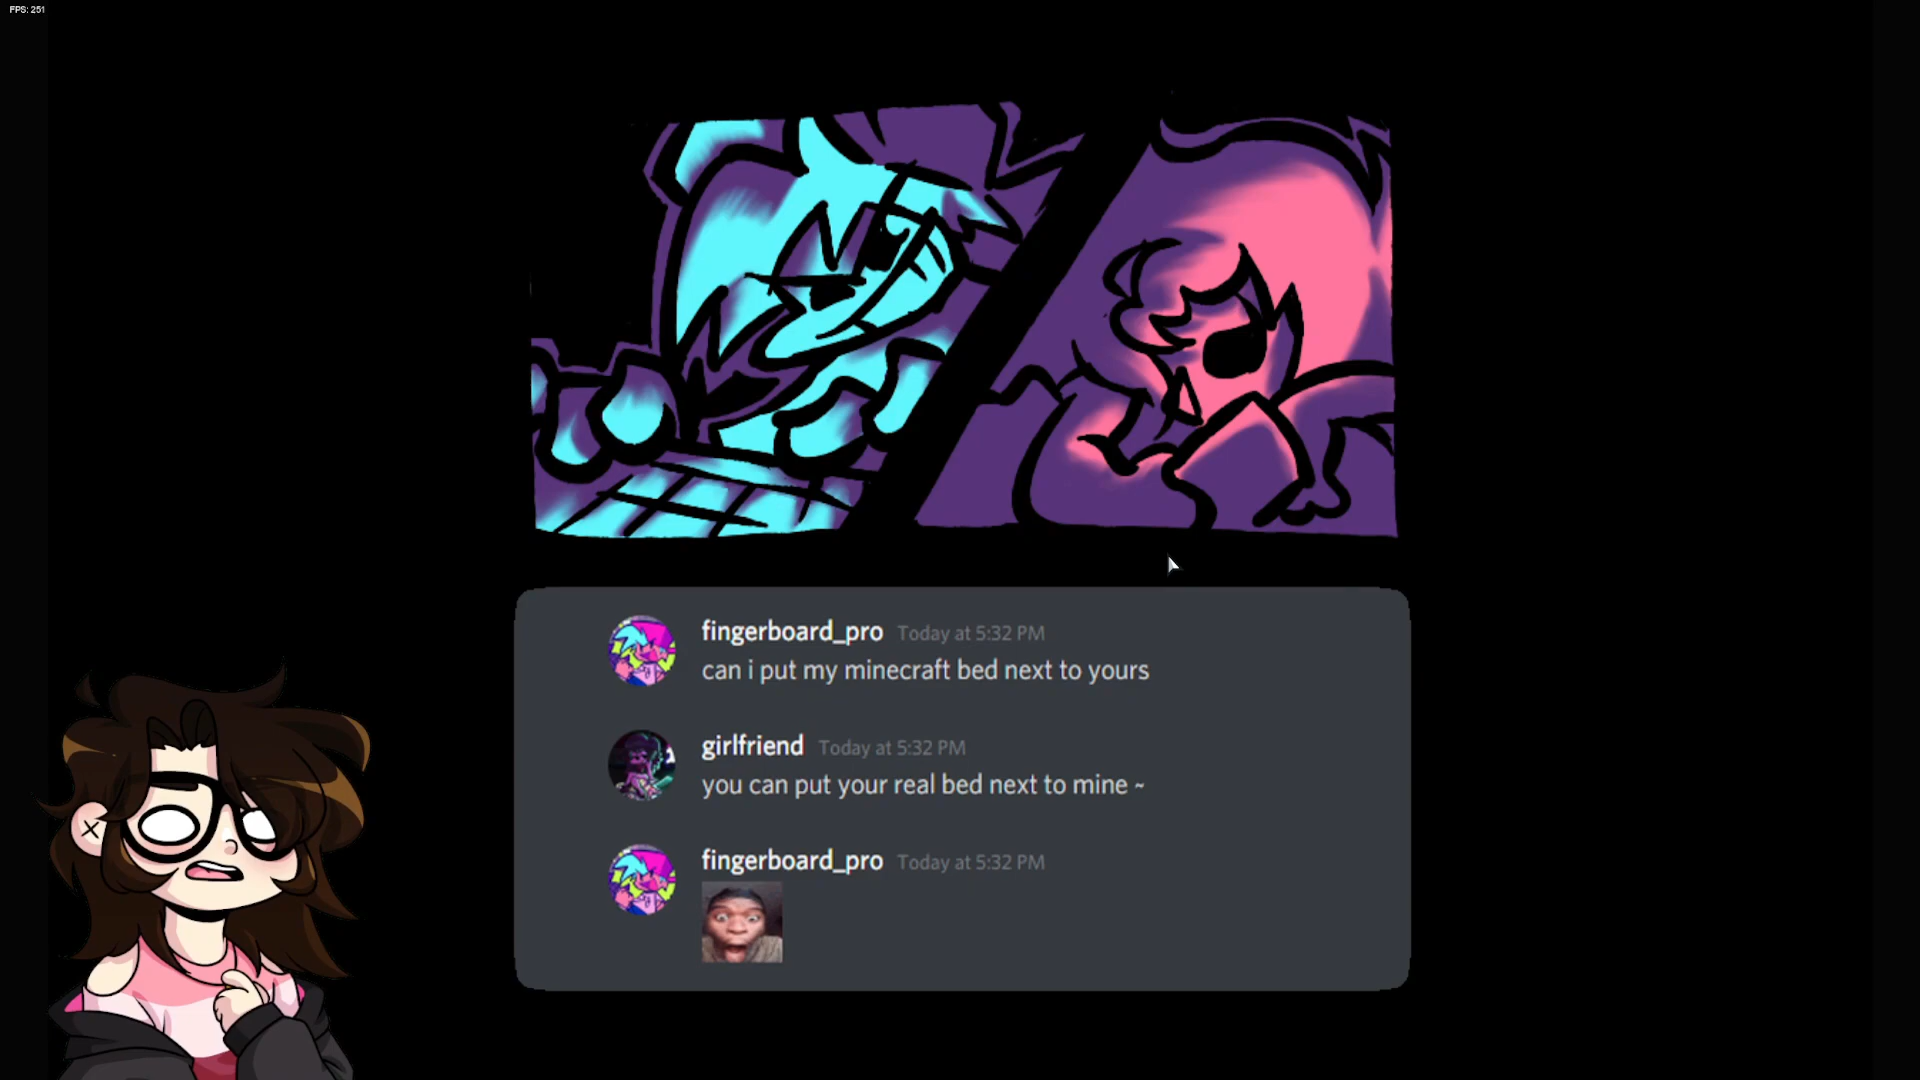 FPS: 251
fingerboard_pro Today at 5:32 PM
can i put my minecraft bed next to yours
girlfriend Today at 5:32 PM
you can put your real bed next to mine ~
fingerboard_pro Today at 5:32 PM